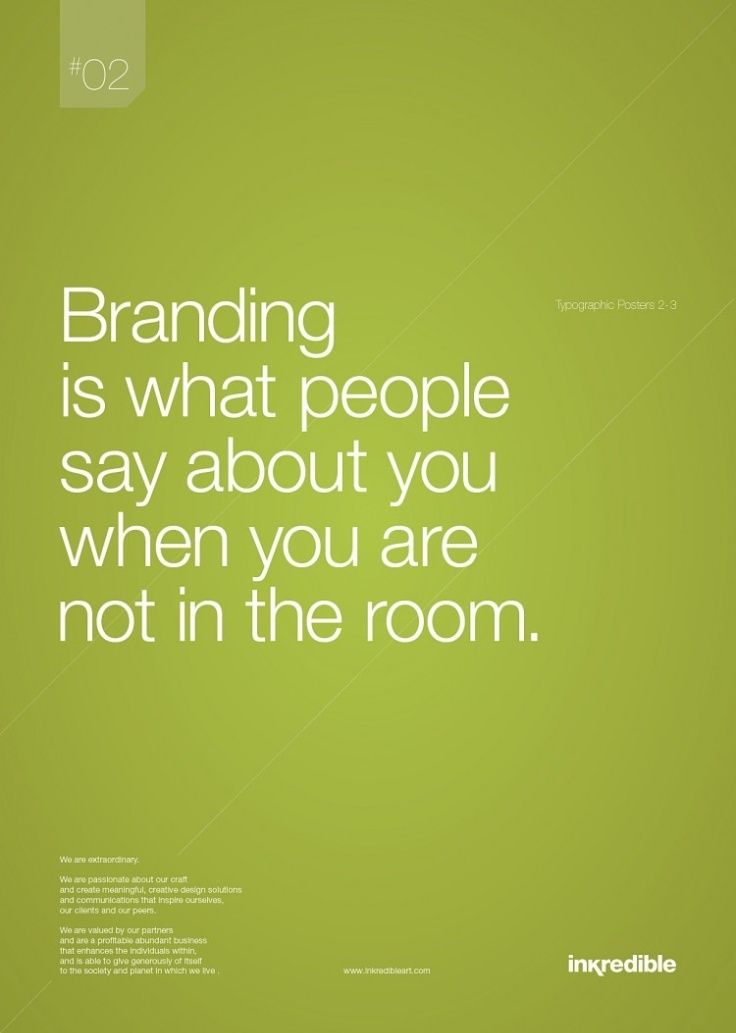 #02
Branding
is what people
say about you
when you are
not in the room.
Typographic Posters 2-3
We are extraordinary.
We are passionate about our craft
and create meaningful, creative design solutions
and communications that inspire ourselves,
our clients and our peers.
We are valued by our partners
and are a profitable abundant business
that enhances the individuals within,
and is able to give generously of itself
to the society and planet in which we live .
www.inkredibleart.com
inkredible